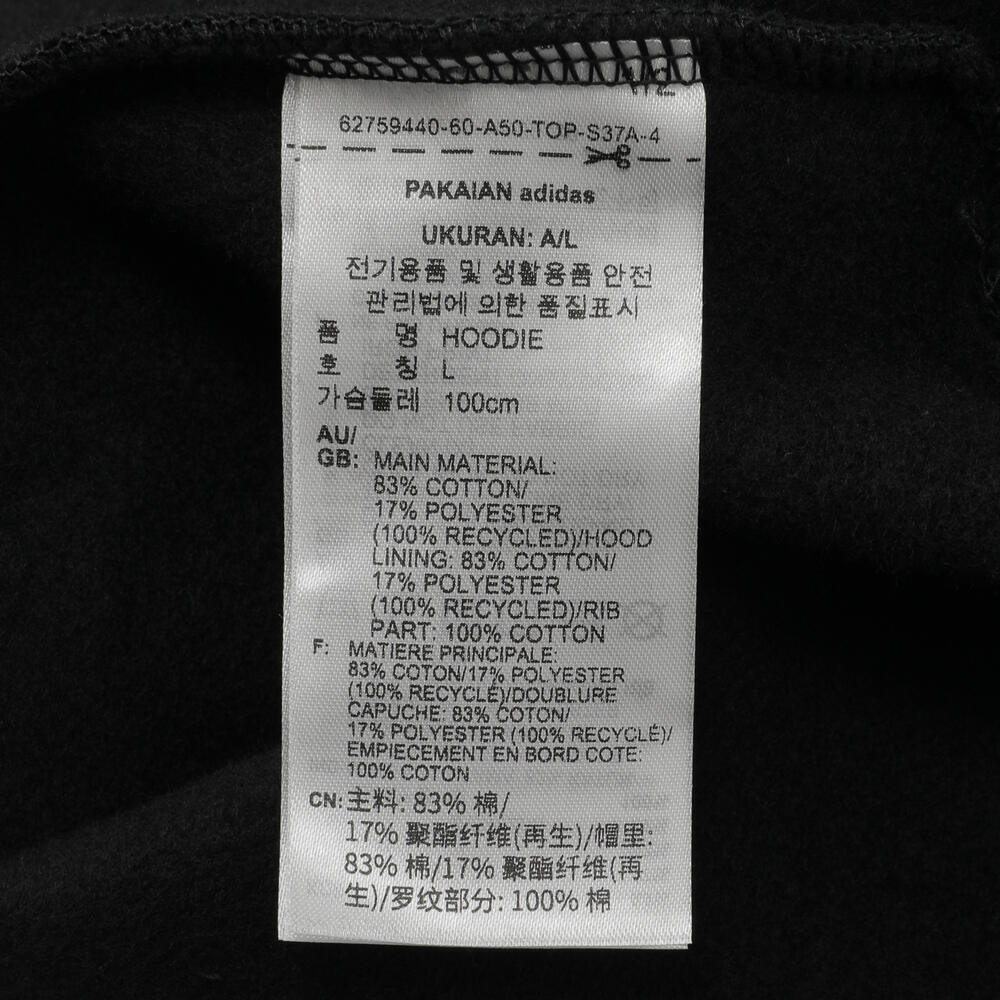 62759440-60-A50-TOP-S37A-4
PAKAIAN adidas
UKURAN: A/L
전기용품 및 생활용품 안전
관리법에 의한 품질표시
품 명 HOODIE
호 칭 L
가슴둘레 100cm
AU/
GB: MAIN MATERIAL:
83% COTTON/
17% POLYESTER
(100% RECYCLED)/HOOD
LINING: 83% COTTON/
17% POLYESTER
(100% RECYCLED)/RIB
PART: 100% COTTON
F: MATIERE PRINCIPALE:
83% COTON/17% POLYESTER
(100% RECYCLÉ)/DOUBLURE
CAPUCHE: 83% COTON/
17% POLYESTER (100% RECYCLÉ)/
EMPIECEMENT EN BORD COTE:
100% COTON
CN: 主料: 83% 棉/
17% 聚酯纤维(再生)/帽里:
83% 棉/17% 聚酯纤维(再
生)/罗纹部分: 100% 棉